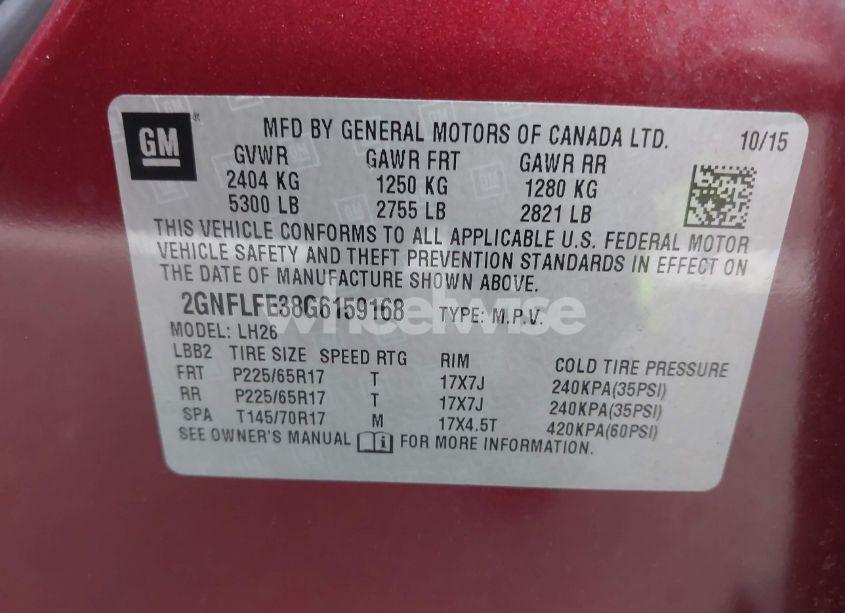 GM ® MFD BY GENERAL MOTORS OF CANADA LTD. 10/15
GVWR GAWR FRT GAWR RR
2404 KG 1250 KG 1280 KG
5300 LB 2755 LB 2821 LB
THIS VEHICLE CONFORMS TO ALL APPLICABLE U.S. FEDERAL MOTOR
VEHICLE SAFETY AND THEFT PREVENTION STANDARDS IN EFFECT ON
THE DATE OF MANUFACTURE SHOWN ABOVE.
2GNFLFE38G6159168 TYPE: M.P.V.
wheelwise
MODEL: LH26
LBB2 TIRE SIZE SPEED RTG RIM COLD TIRE PRESSURE
FRT P225/65R17 T 17X7J 240KPA(35PSI)
RR P225/65R17 T 17X7J 240KPA(35PSI)
SPA T145/70R17 M 17X4.5T 420KPA(60PSI)
SEE OWNER'S MANUAL i FOR MORE INFORMATION.